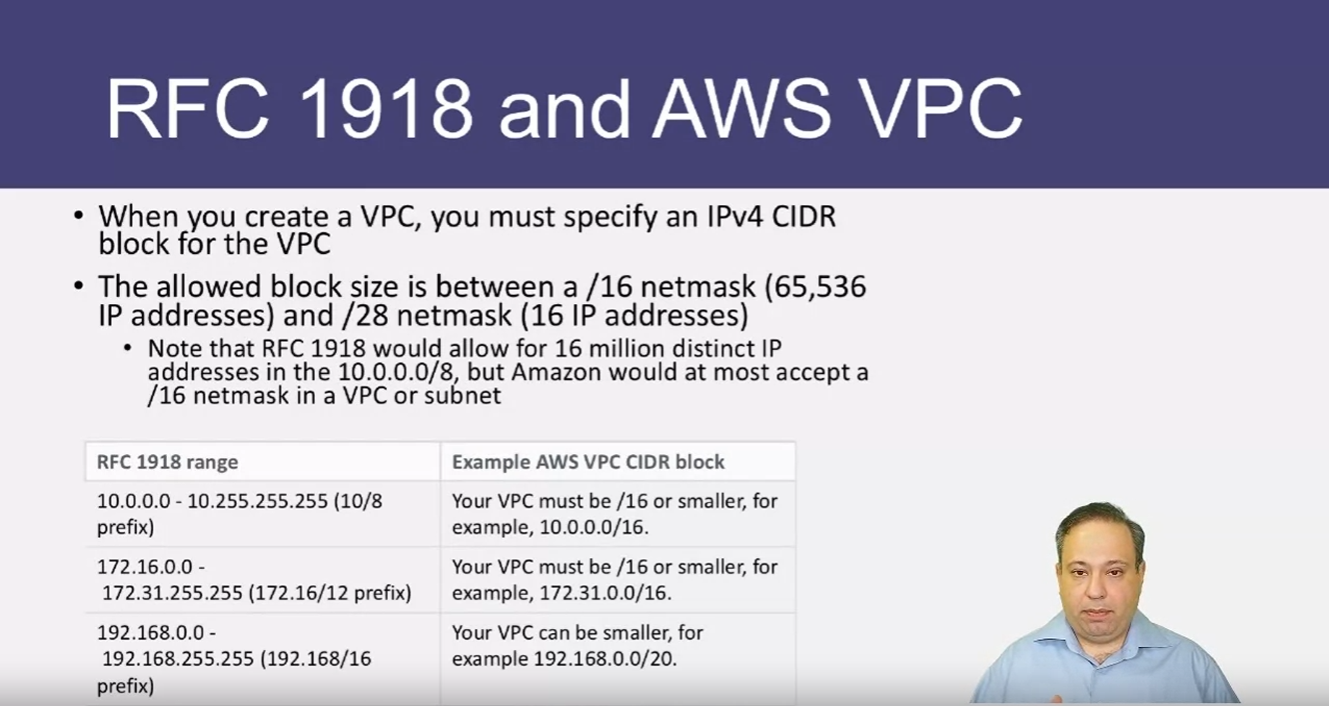 RFC 1918 and AWS VPC
• When you create a VPC, you must specify an IPv4 CIDR
block for the VPC
• The allowed block size is between a /16 netmask (65,536
IP addresses) and /28 netmask (16 IP addresses)
• Note that RFC 1918 would allow for 16 million distinct IP
addresses in the 10.0.0.0/8, but Amazon would at most accept a
/16 netmask in a VPC or subnet
RFC 1918 range
Example AWS VPC CIDR block
10.0.0.0 - 10.255.255.255 (10/8
prefix)
Your VPC must be /16 or smaller, for
example, 10.0.0.0/16.
172.16.0.0 -
172.31.255.255 (172.16/12 prefix)
Your VPC must be /16 or smaller, for
example, 172.31.0.0/16.
192.168.0.0 -
192.168.255.255 (192.168/16
prefix)
Your VPC can be smaller, for
example 192.168.0.0/20.